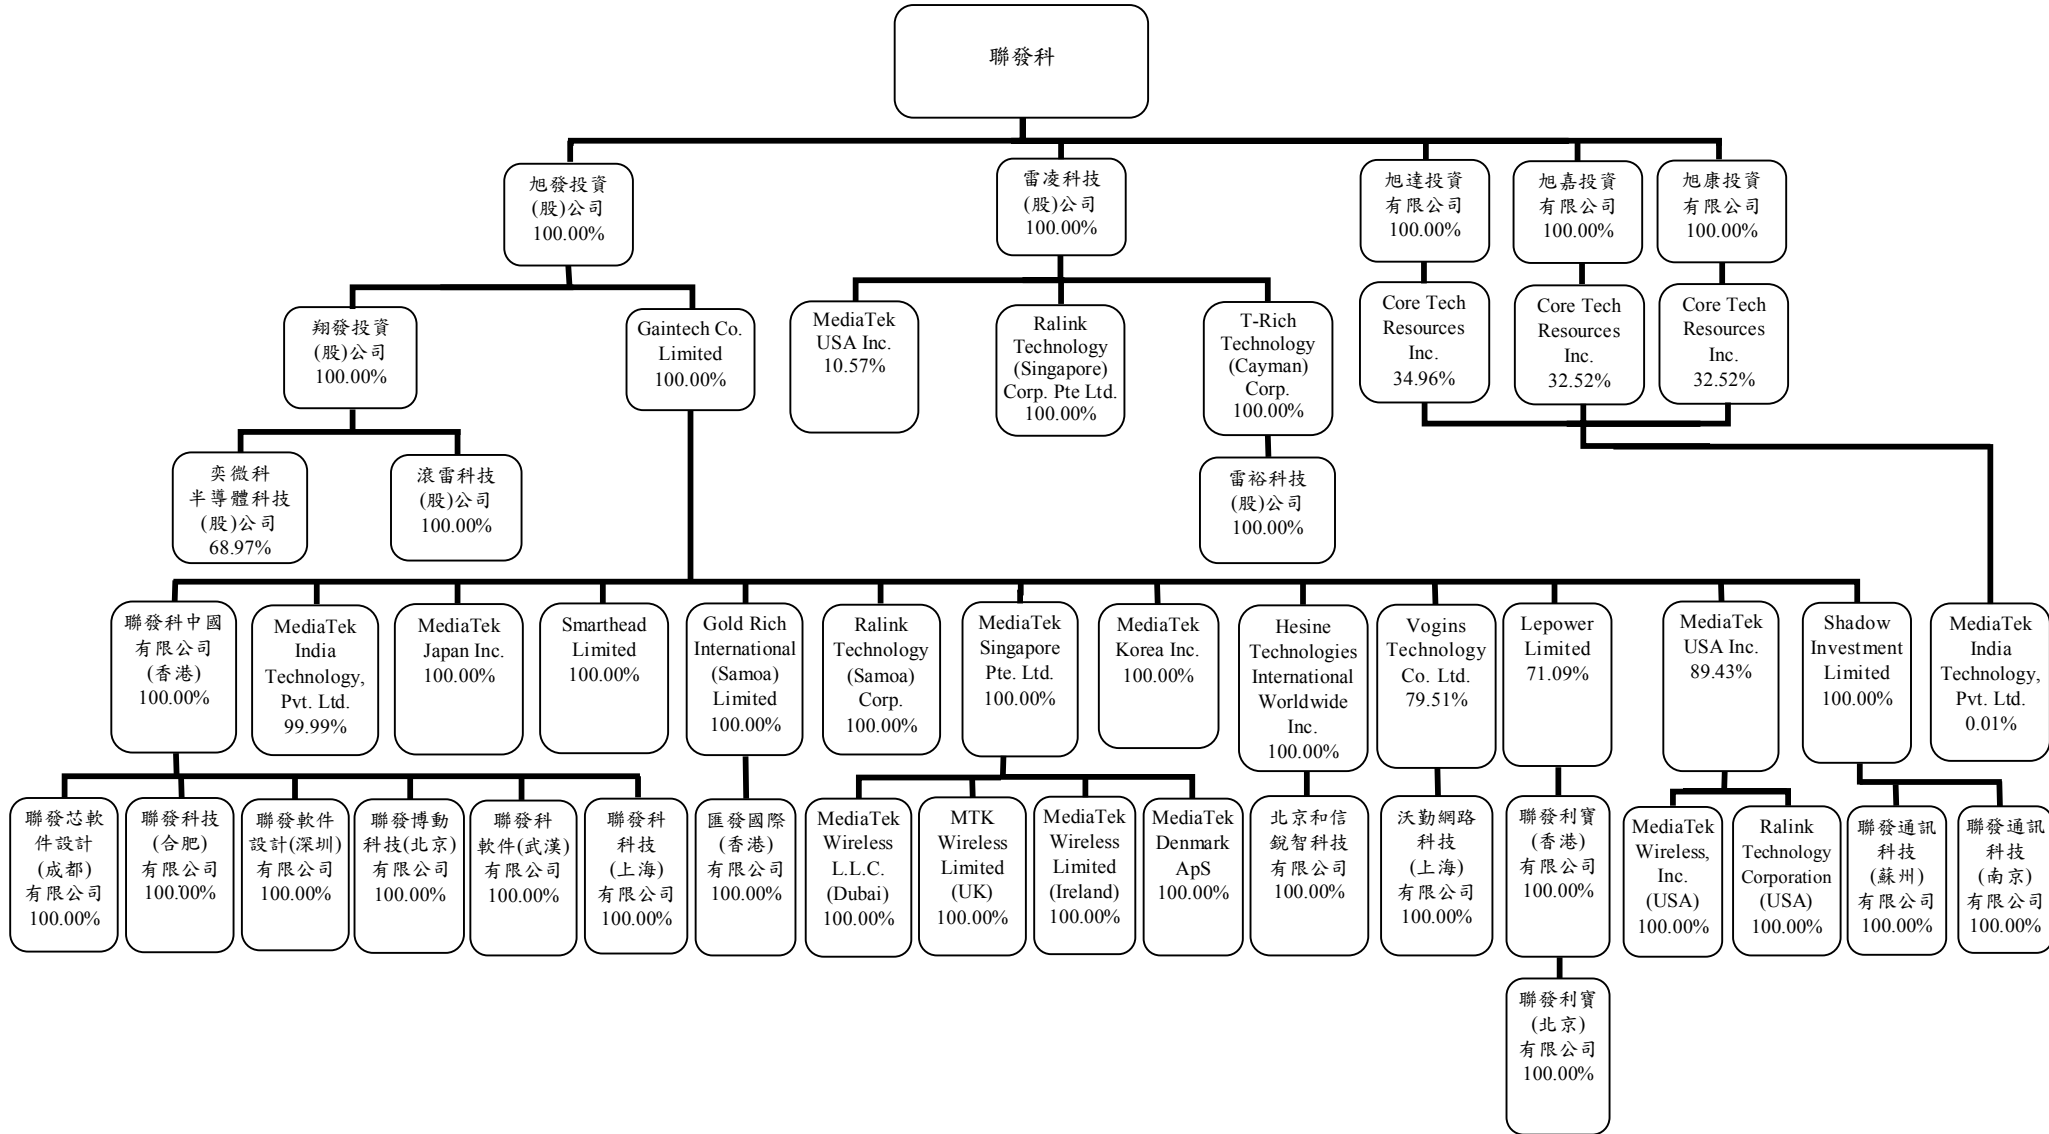 聯發科
旭發投資
(股)公司
100.00%
雷凌科技
(股)公司
100.00%
旭達投資
有限公司
100.00%
旭嘉投資
有限公司
100.00%
旭康投資
有限公司
100.00%
翔發投資
(股)公司
100.00%
Gaintech Co.
Limited
100.00%
MediaTek
USA Inc.
10.57%
Ralink
Technology
(Singapore)
Corp. Pte Ltd.
100.00%
T-Rich
Technology
(Cayman)
Corp.
100.00%
Core Tech
Resources
Inc.
34.96%
Core Tech
Resources
Inc.
32.52%
Core Tech
Resources
Inc.
32.52%
奕微科
半導體科技
(股)公司
68.97%
滾雷科技
(股)公司
100.00%
雷裕科技
(股)公司
100.00%
聯發科中國
有限公司
(香港)
100.00%
MediaTek
India
Technology,
Pvt. Ltd.
99.99%
MediaTek
Japan Inc.
100.00%
Smarthead
Limited
100.00%
Gold Rich
International
(Samoa)
Limited
100.00%
Ralink
Technology
(Samoa)
Corp.
100.00%
MediaTek
Singapore
Pte. Ltd.
100.00%
MediaTek
Korea Inc.
100.00%
Hesine
Technologies
International
Worldwide
Inc.
100.00%
Vogins
Technology
Co. Ltd.
79.51%
Lepower
Limited
71.09%
MediaTek
USA Inc.
89.43%
Shadow
Investment
Limited
100.00%
MediaTek
India
Technology,
Pvt. Ltd.
0.01%
聯發芯軟
件設計
(成都)
有限公司
100.00%
聯發科技
(合肥)
有限公司
100.00%
聯發軟件
設計(深圳)
有限公司
100.00%
聯發博動
科技(北京)
有限公司
100.00%
聯發科
軟件(武漢)
有限公司
100.00%
聯發科
科技
(上海)
有限公司
100.00%
匯發國際
(香港)
有限公司
100.00%
MediaTek
Wireless
L.L.C.
(Dubai)
100.00%
MTK
Wireless
Limited
(UK)
100.00%
MediaTek
Wireless
Limited
(Ireland)
100.00%
MediaTek
Denmark
ApS
100.00%
北京和信
銳智科技
有限公司
100.00%
沃勤網路
科技
(上海)
有限公司
100.00%
聯發利寶
(香港)
有限公司
100.00%
MediaTek
Wireless,
Inc.
(USA)
100.00%
Ralink
Technology
Corporation
(USA)
100.00%
聯發通訊
科技
(蘇州)
有限公司
100.00%
聯發通訊
科技
(南京)
有限公司
100.00%
聯發利寶
(北京)
有限公司
100.00%